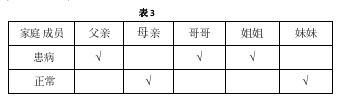 表3
家庭成员 父亲 母亲 哥哥 姐姐 妹妹
患病 √ √ √
正常 √ √